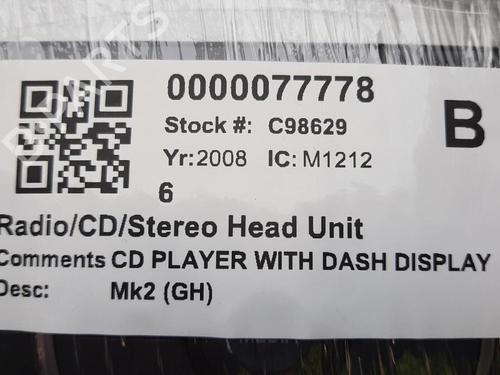 0000077778
Stock #: C98629
B
Yr: 2008 IC: M1212
6
Radio/CD/Stereo Head Unit
Comments CD PLAYER WITH DASH DISPLAY
Desc: Mk2 (GH)